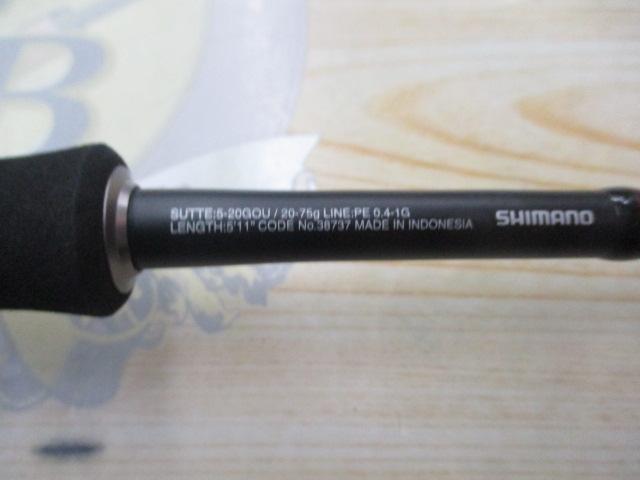 SUTTE:5-20GOU / 20-75g LINE:PE 0.4-1G
LENGTH:5'11" CODE No.38737 MADE IN INDONESIA
SHIMANO
B